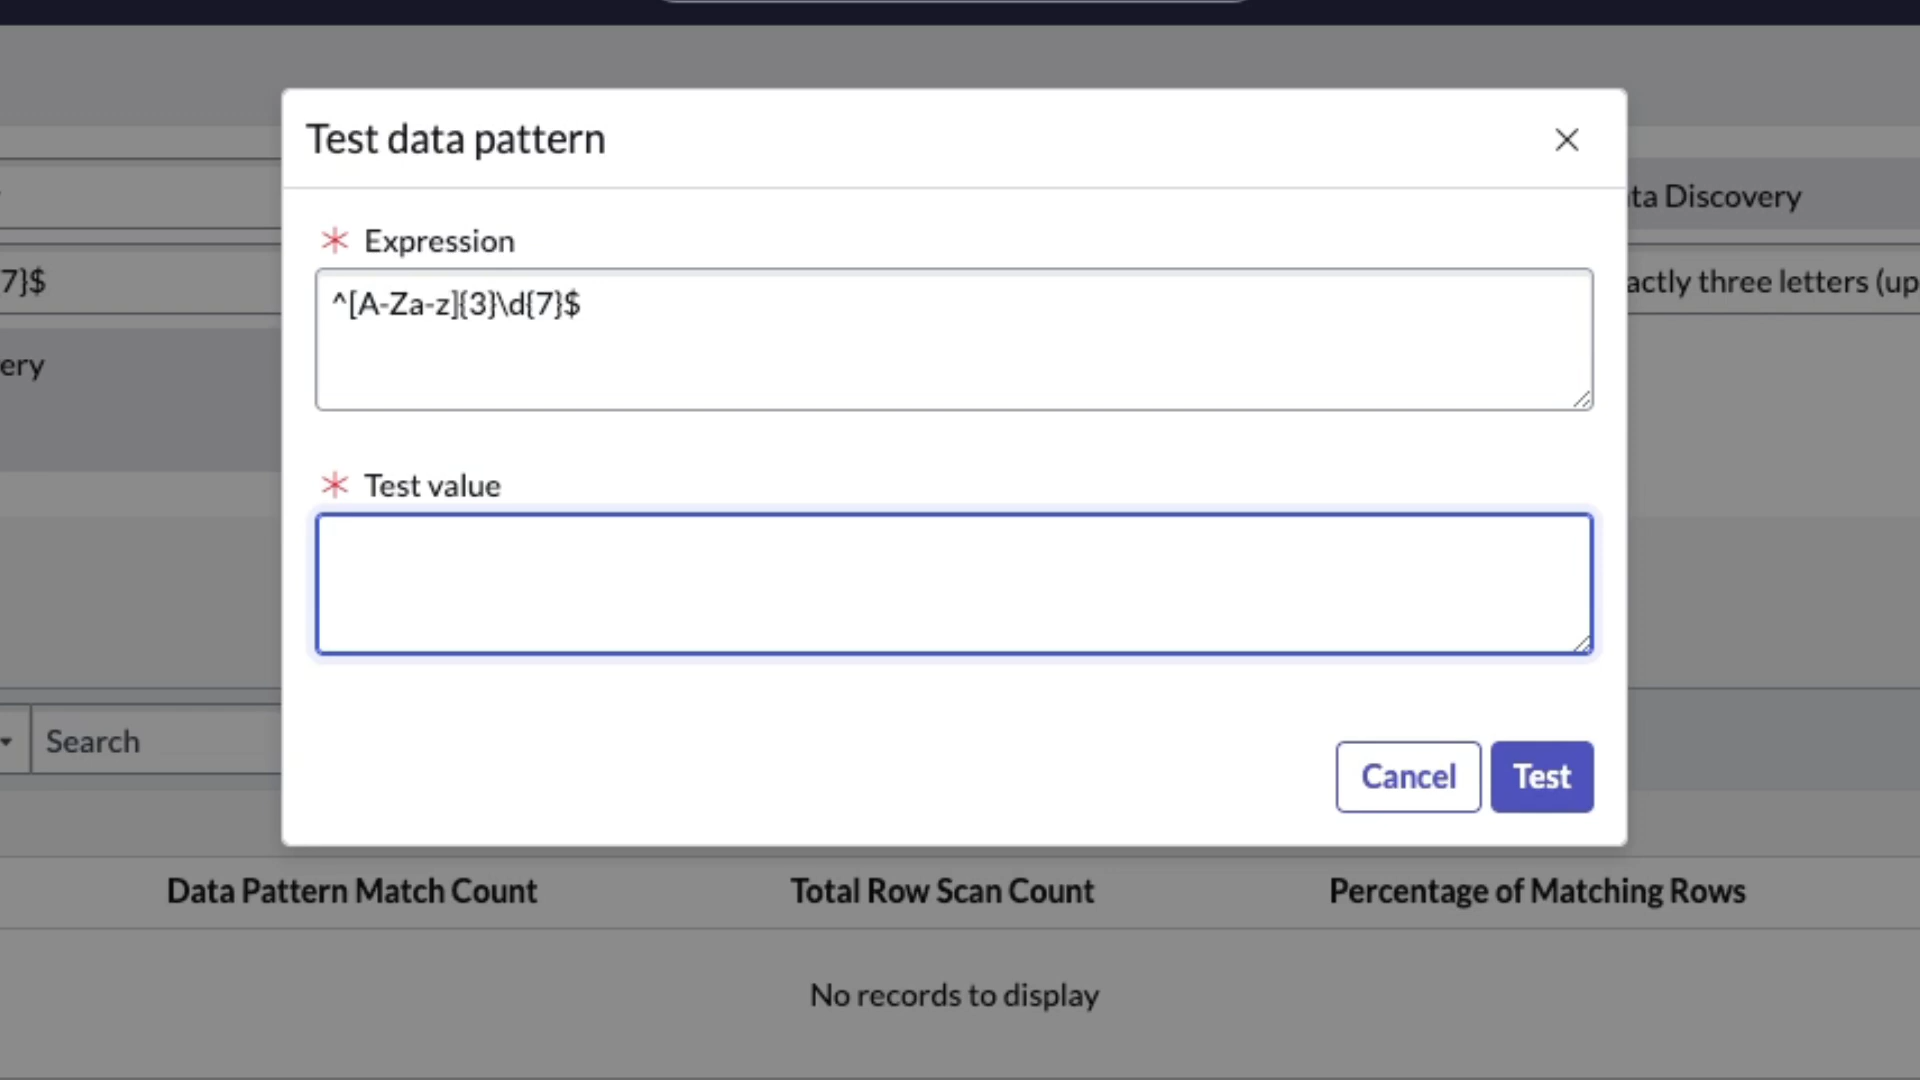 Test data pattern
ta Discovery
* Expression
7}$
^[A-Za-z]{3}\d{7}$
actly three letters (up
ery
* Test value
Search
Cancel
Test
Data Pattern Match Count
Total Row Scan Count
Percentage of Matching Rows
No records to display